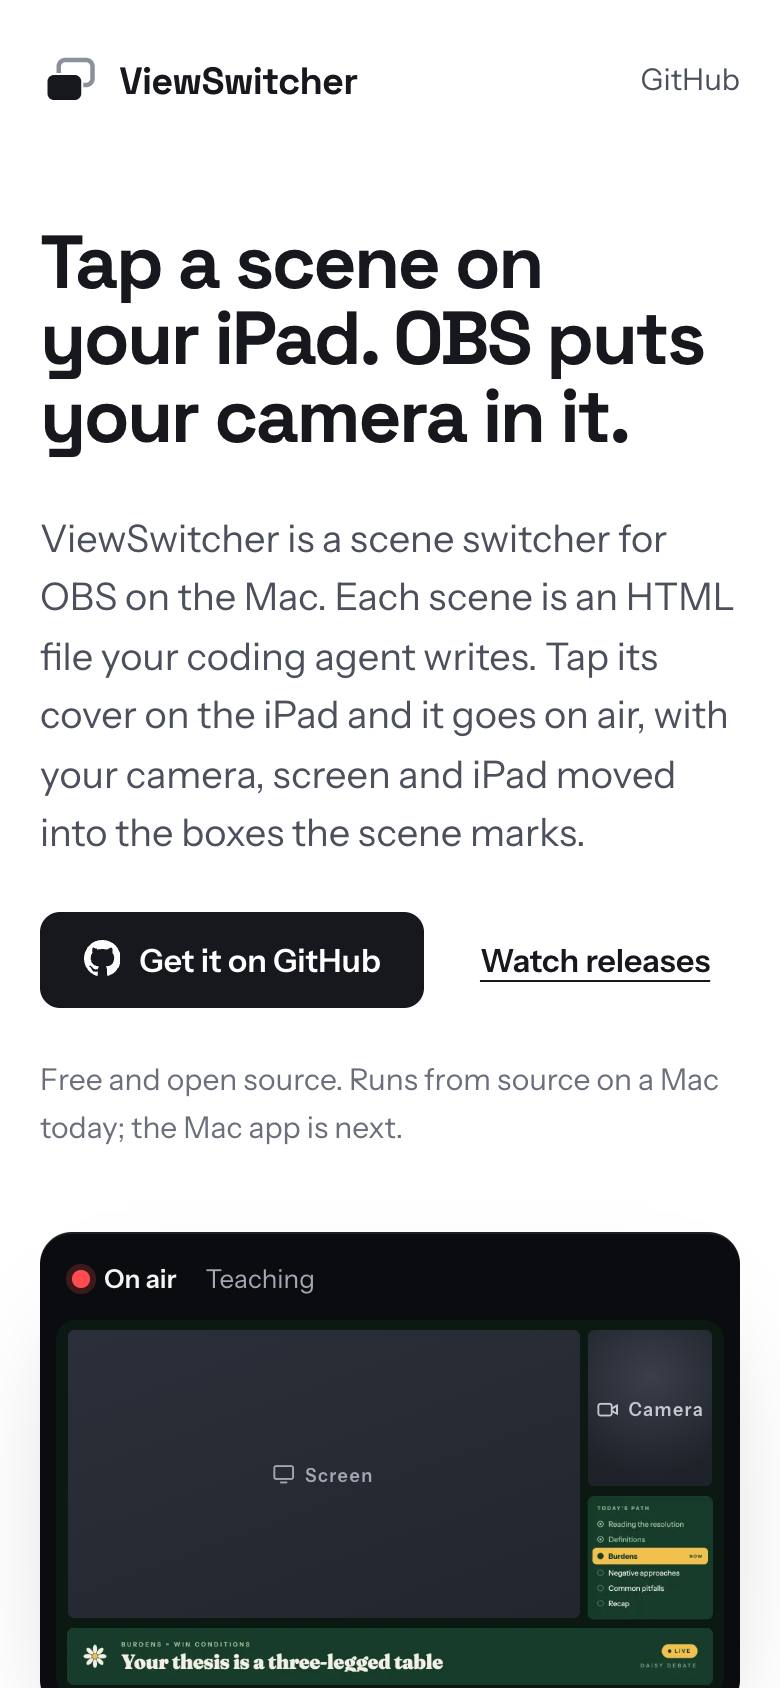 ViewSwitcher
GitHub
Tap a scene on
your iPad. OBS puts
your camera in it.
ViewSwitcher is a scene switcher for
OBS on the Mac. Each scene is an HTML
file your coding agent writes. Tap its
cover on the iPad and it goes on air, with
your camera, screen and iPad moved
into the boxes the scene marks.
Get it on GitHub
Watch releases
Free and open source. Runs from source on a Mac
today; the Mac app is next.
On air
Teaching
Screen
Camera
TODAY'S PATH
Reading the resolution
Definitions
Burdens
NOW
Negative approaches
Common pitfalls
Recap
BURDENS + WIN CONDITIONS
Your thesis is a three-legged table
LIVE
DAISY DEBATE